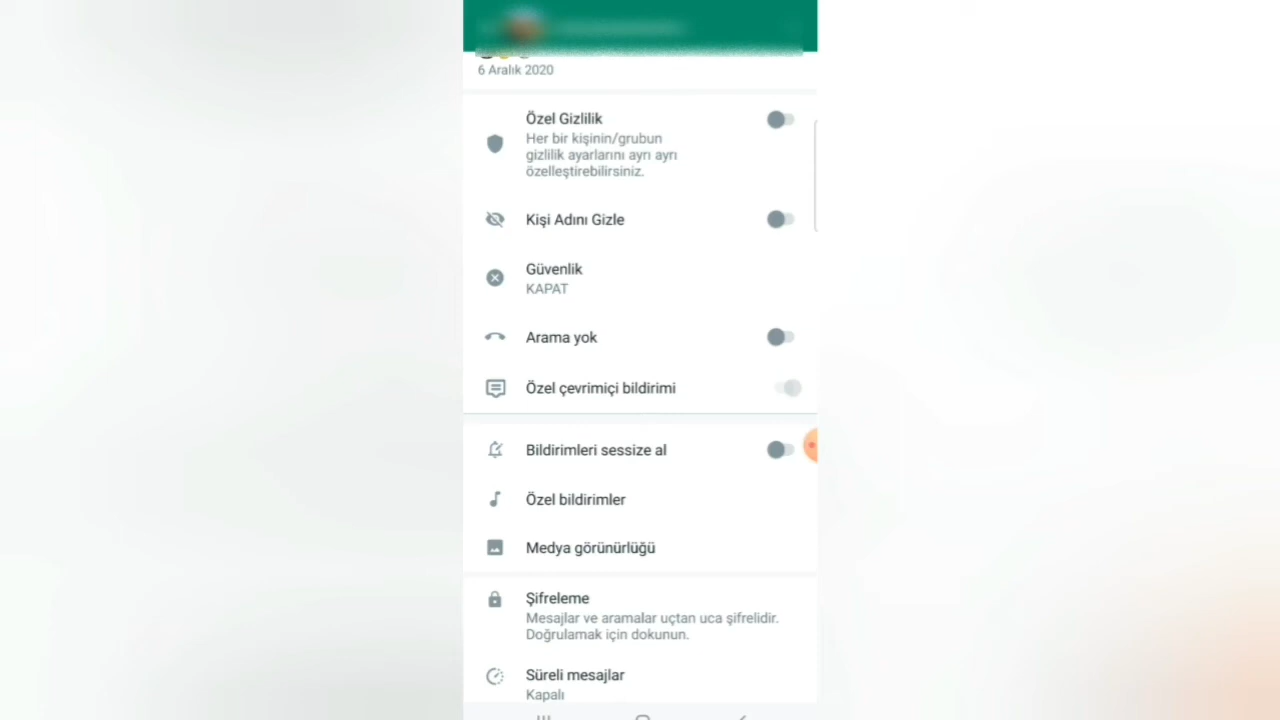 6 Aralık 2020
Özel Gizlilik
Her bir kişinin/grubun
gizlilik ayarlarını ayrı ayrı
özelleştirebilirsiniz.
Kişi Adını Gizle
Güvenlik
KAPAT
Arama yok
Özel çevrimiçi bildirimi
Bildirimleri sessize al
Özel bildirimler
Medya görünürlüğü
Şifreleme
Mesajlar ve aramalar uçtan uca şifrelidir.
Doğrulamak için dokunun.
Süreli mesajlar
Kapalı